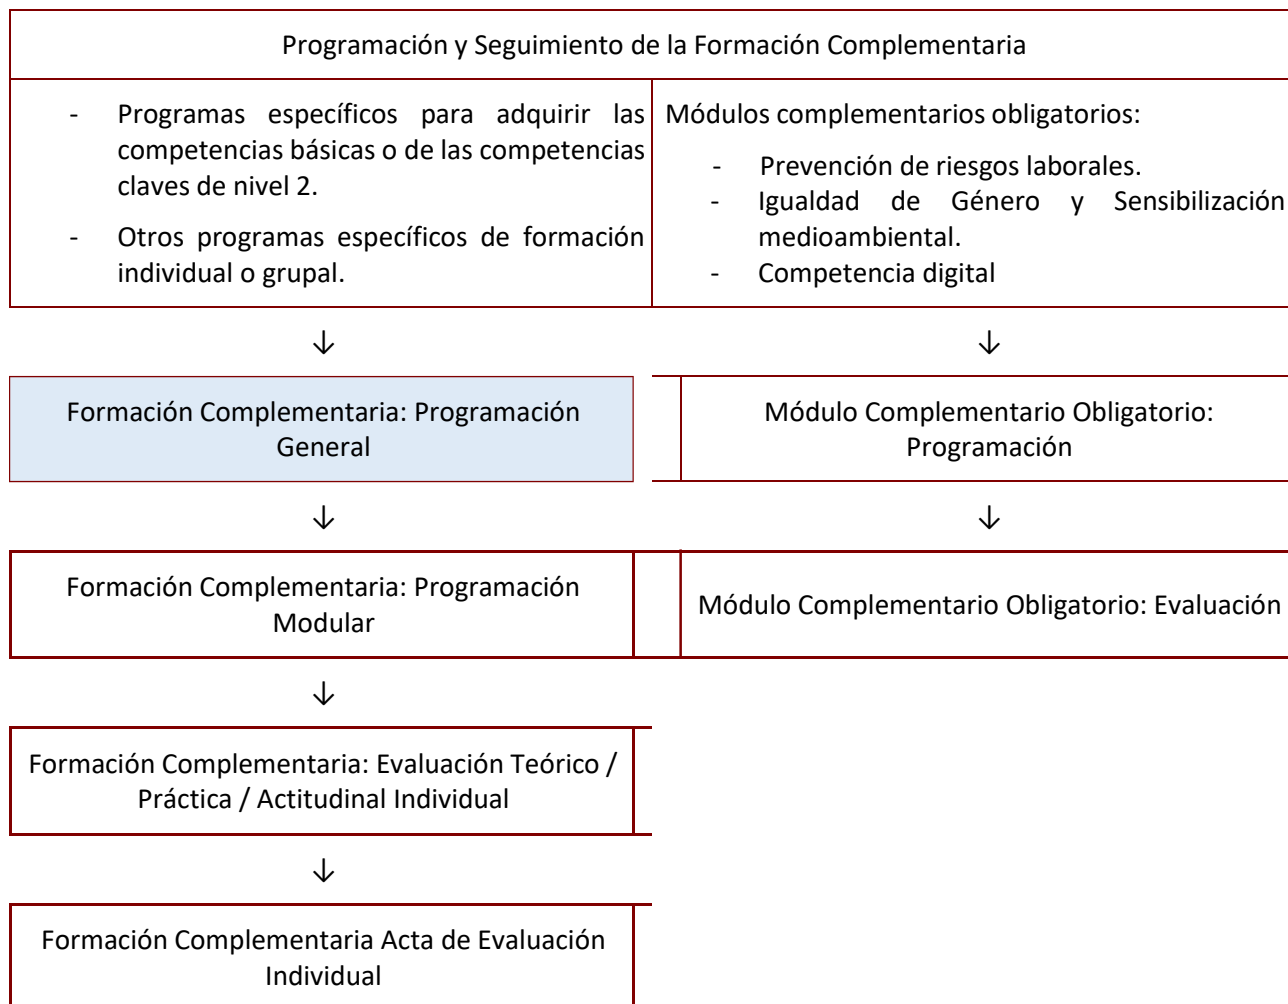 Programación y Seguimiento de la Formación Complementaria
- Programas específicos para adquirir las
competencias básicas o de las competencias
claves de nivel 2.
- Otros programas específicos de formación
individual o grupal.
Módulos complementarios obligatorios:
- Prevención de riesgos laborales.
- Igualdad de Género y Sensibilización
medioambiental.
- Competencia digital
↓
↓
Formación Complementaria: Programación
General
Módulo Complementario Obligatorio:
Programación
↓
↓
Formación Complementaria: Programación
Modular
Módulo Complementario Obligatorio: Evaluación
↓
Formación Complementaria: Evaluación Teórico /
Práctica / Actitudinal Individual
↓
Formación Complementaria Acta de Evaluación
Individual